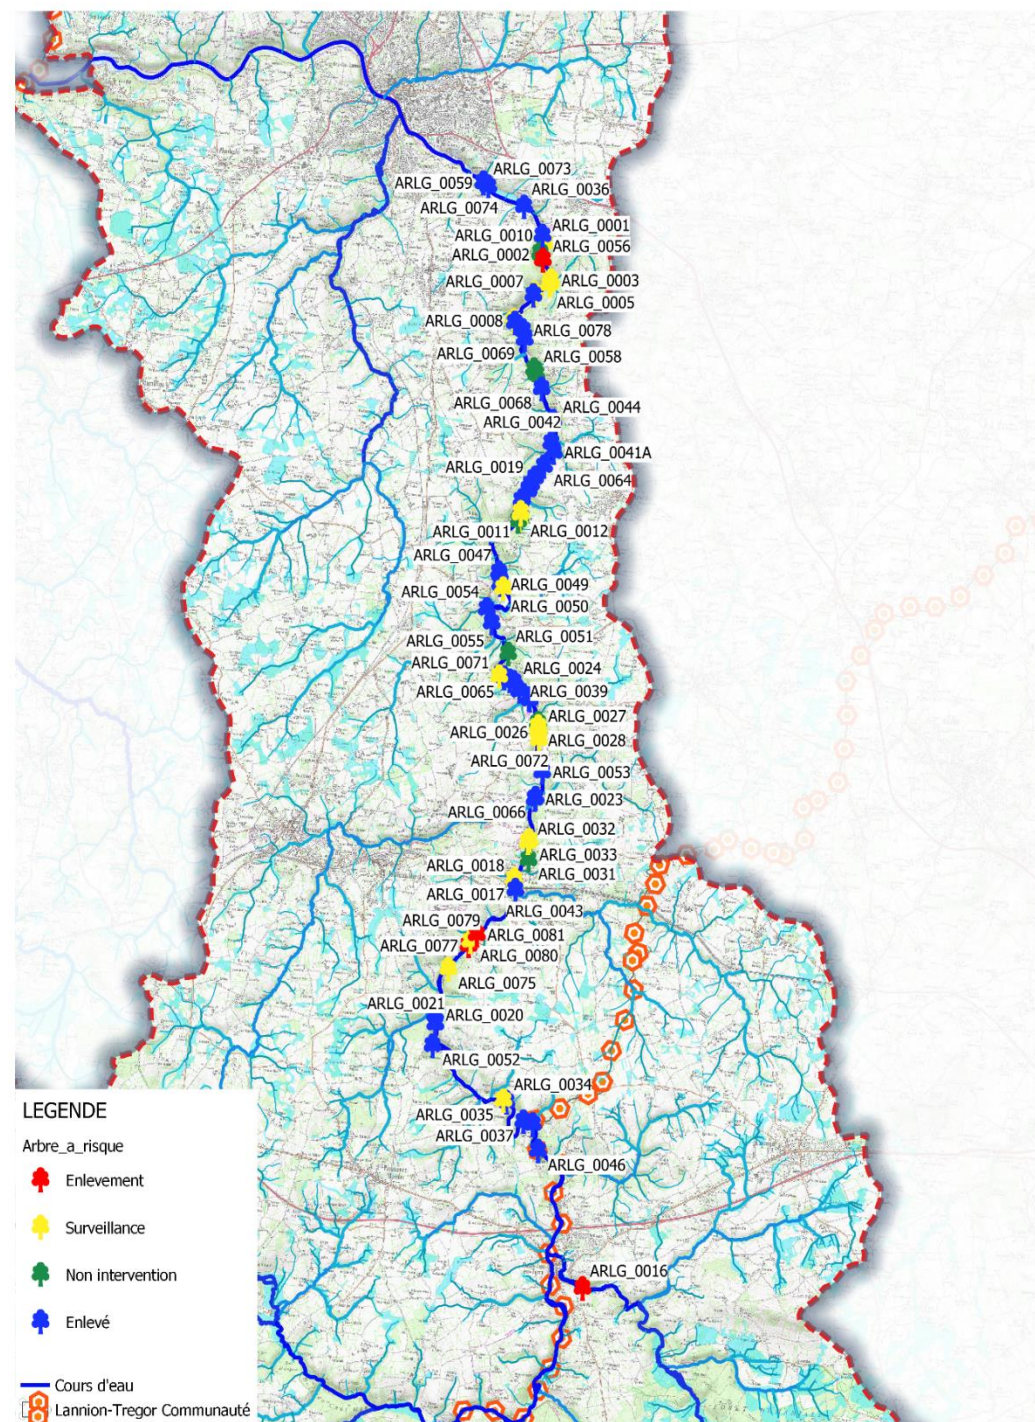 ARLG_0073
ARLG_0059
ARLG_0036
ARLG_0074
ARLG_0001
ARLG_0010
ARLG_0056
ARLG_0002
ARLG_0007
ARLG_0003
ARLG_0005
ARLG_0008
ARLG_0078
ARLG_0069
ARLG_0058
ARLG_0068
ARLG_0044
ARLG_0042
ARLG_0041A
ARLG_0019
ARLG_0064
ARLG_0011
ARLG_0012
ARLG_0047
ARLG_0049
ARLG_0054
ARLG_0050
ARLG_0055
ARLG_0051
ARLG_0071
ARLG_0024
ARLG_0065
ARLG_0039
ARLG_0027
ARLG_0026
ARLG_0028
ARLG_0072
ARLG_0053
ARLG_0023
ARLG_0066
ARLG_0032
ARLG_0033
ARLG_0018
ARLG_0031
ARLG_0017
ARLG_0043
ARLG_0079
ARLG_0081
ARLG_0077
ARLG_0080
ARLG_0075
ARLG_0021
ARLG_0020
ARLG_0052
ARLG_0034
ARLG_0035
ARLG_0037
ARLG_0046
ARLG_0016
LEGENDE
Arbre_a_risque
Enlevement
Surveillance
Non intervention
Enlevé
Cours d'eau
Lannion-Tregor Communauté